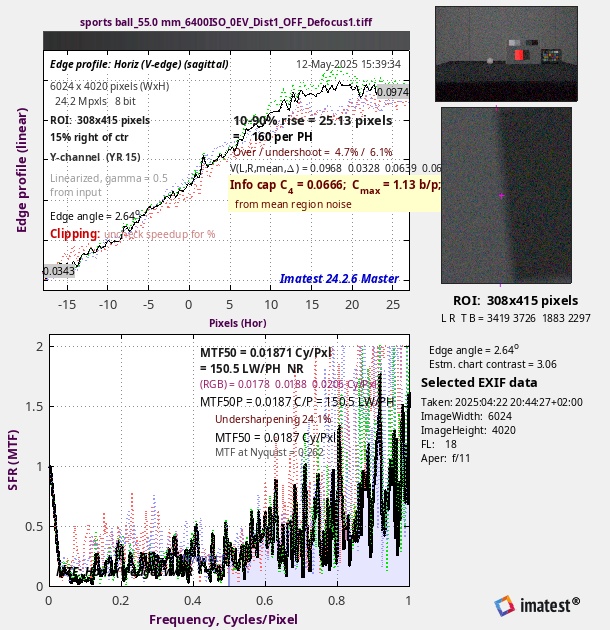 sports ball_55.0 mm_6400ISO_0EV_Dist1_OFF_Defocus1.tiff
Edge profile: Horiz (V-edge) (sagittal)
12-May-2025 15:39:34
6024 x 4020 pixels (WxH)
24.2 Mpxls 8 bit
0.0974
ROI: 308x415 pixels
10-90% rise = 25.13 pixels
15% right of ctr
= 160 per PH
Over / undershoot = 4.7% / 6.1%
Y-channel (YR 15)
V(L,R,mean,Δ) = 0.0968 0.0328 0.0639 0.06
Linearized, gamma = 0.5
from input
Info cap C4 = 0.0666; Cmax = 1.13 b/p;
from mean region noise
Edge angle = 2.64°
Clipping: uncheck speedup for %
0.0343
Imatest 24.2.6 Master
Edge profile (linear)
-15 -10 -5 0 5 10 15 20 25
Pixels (Hor)
ROI: 308x415 pixels
L R T B = 3419 3726 1883 2297
Edge angle = 2.64°
Estm. chart contrast = 3.06
Selected EXIF data
Taken: 2025:04:22 20:44:27+02:00
ImageWidth: 6024
ImageHeight: 4020
FL: 18
Aper: f/11
MTF50 = 0.01871 Cy/Pxl
= 150.5 LW/PH NR
(RGB) = 0.0178 0.0188 0.0206 Cy/Pxl
MTF50P = 0.0187 C/P = 150.5 LW/PH
Undersharpening 24.1%
MTF50 = 0.0187 Cy/Pxl
MTF at Nyquist = 0.262
SFR (MTF)
2
1.5
1
0.5
0
0 0.2 0.4 0.6 0.8 1
Frequency, Cycles/Pixel
imatest®